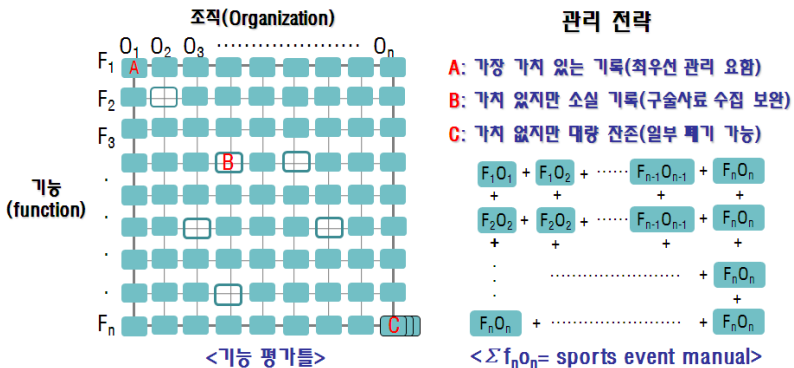 조직(Organization)
O1 O2 O3 ························ On
F1
F2
F3
·
·
·
·
Fn
기능
(function)
A
B
C
<기능 평가틀>
관리 전략
A: 가장 가치 있는 기록(최우선 관리 요함)
B: 가치 있지만 소실 기록(구술사료 수집 보완)
C: 가치 없지만 대량 잔존(일부 폐기 가능)
F1O1 + F1O2 + ······ Fn-1On-1 + FnOn
+ + + +
F2O2 + F2O2 + ······ Fn-1On-1 + FnOn
+ + + +
· ························ + FnOn
· +
·
FnOn + ························ + FnOn
<Σfnon= sports event manual>